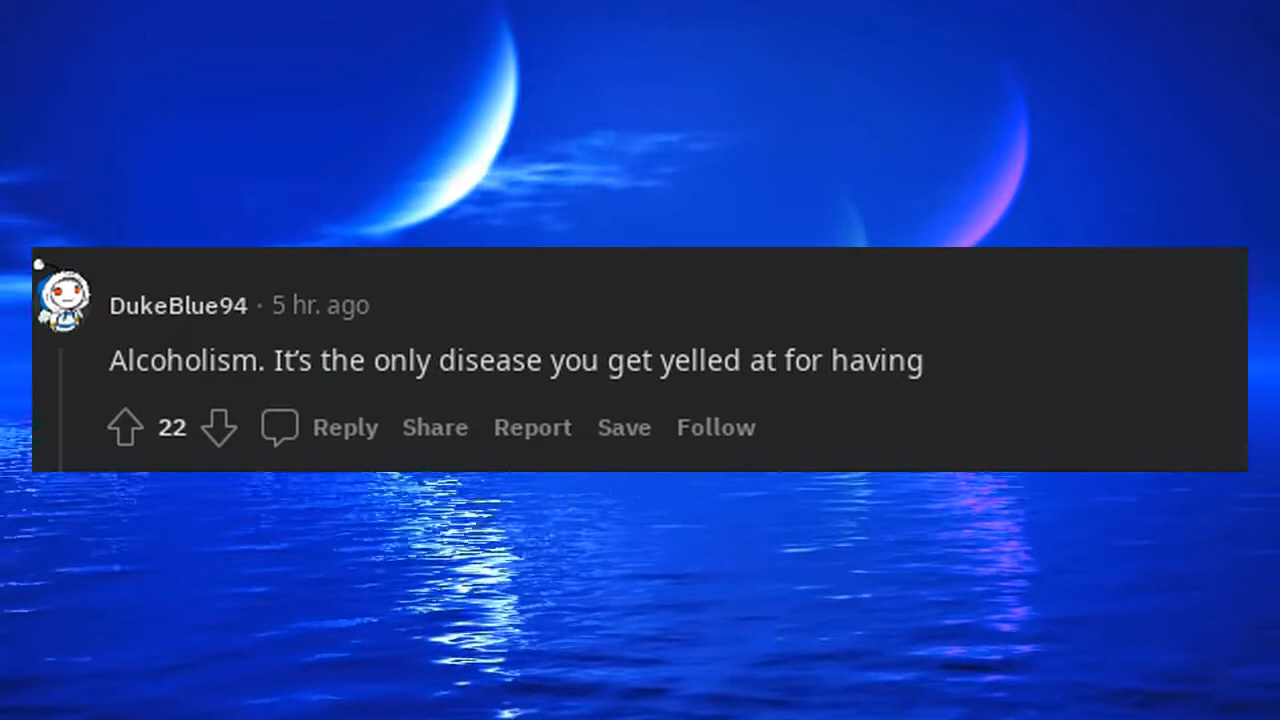 DukeBlue94 · 5 hr. ago
Alcoholism. It’s the only disease you get yelled at for having
22 Reply Share Report Save Follow